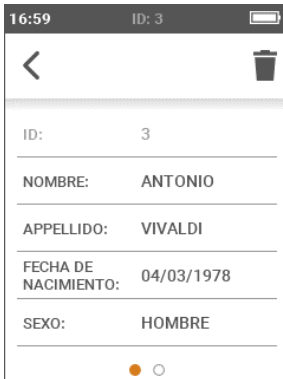 16:59 ID: 3
ID: 3
NOMBRE: ANTONIO
APPELLIDO: VIVALDI
FECHA DE
NACIMIENTO: 04/03/1978
SEXO: HOMBRE